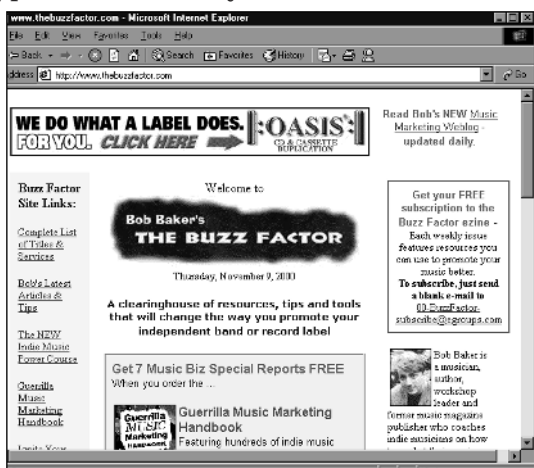 www.thebuzzfactor.com - Microsoft Internet Explorer
File Edit View Favorites Tools Help
Back Search Favorites History
Address http://www.thebuzzfactor.com Go
WE DO WHAT A LABEL DOES.
FOR YOU. CLICK HERE
OASIS
CD & CASSETTE
DUPLICATION
Read Bob's NEW Music
Marketing Weblog -
updated daily.
Buzz Factor
Site Links:
Complete List
of Titles &
Services
Bob's Latest
Articles &
Tips
The NEW
Indie Music
Power Course
Guerrilla
Music
Marketing
Handbook
Ignite Your
Welcome to
Bob Baker's
THE BUZZ FACTOR
Thursday, November 9, 2000
A clearinghouse of resources, tips and tools
that will change the way you promote your
independent band or record label
Get 7 Music Biz Special Reports FREE
When you order the ...
Guerrilla
MUSIC
Marketing
HANDBOOK
Guerrilla Music Marketing
Handbook
Featuring hundreds of indie music
Get your FREE
subscription to the
Buzz Factor ezine -
Each weekly issue
features resources you
can use to promote your
music better.
To subscribe, just send
a blank e-mail to
00-BuzzFactor-
subscribe@egroups.com
Bob Baker is
a musician,
author,
workshop
leader and
former music magazine
publisher who coaches
indie musicians on how